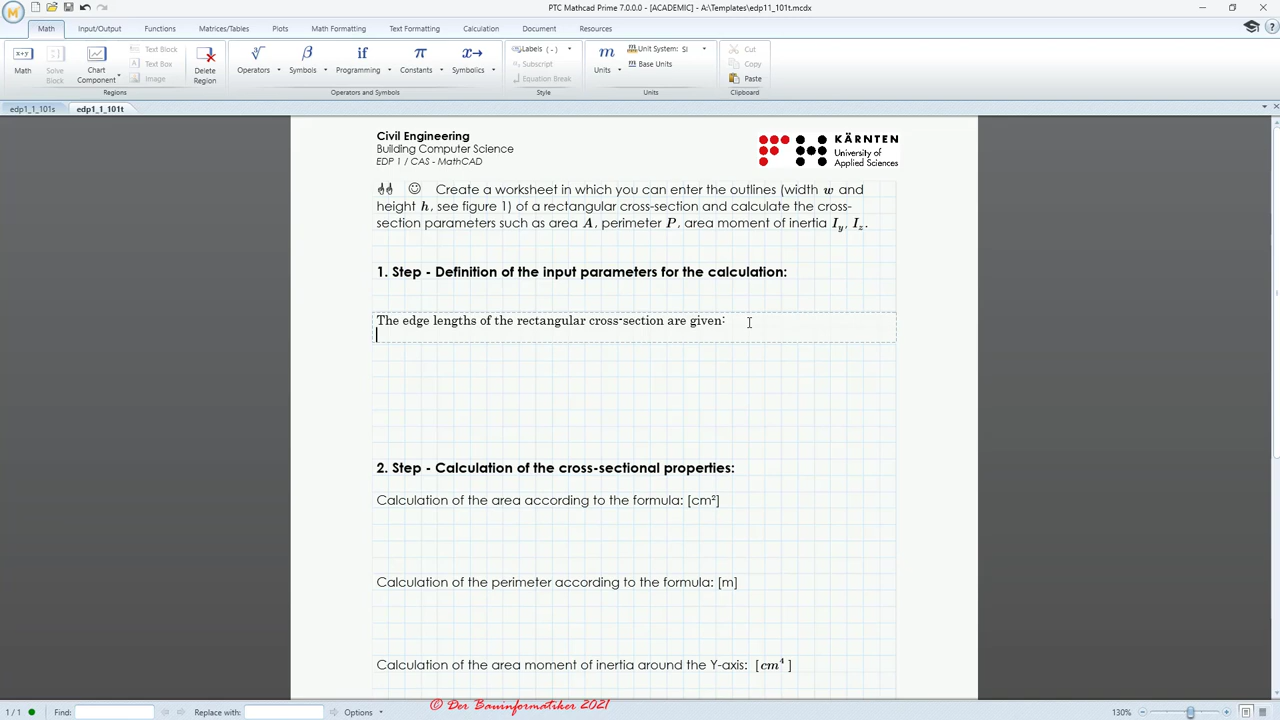 PTC Mathcad Prime 7.0.0.0 - [ACADEMIC] - A:\Templates\edp11_101t.mcdx
Math Input/Output Functions Matrices/Tables Plots Math Formatting Text Formatting Calculation Document Resources
Math
Solve Block
Chart Component
Text Block
Text Box
Image
Delete Region
Operators
Symbols
Programming
Constants
Symbolics
Labels (-)
Subscript
Equation Break
Units
Unit System: SI
Base Units
Cut
Copy
Paste
Regions Operators and Symbols Style Units Clipboard
edp1_1_101s edp1_1_101t
Civil Engineering
Building Computer Science
EDP 1 / CAS - MathCAD
KÄRNTEN
University of
Applied Sciences
Create a worksheet in which you can enter the outlines (width w and
height h, see figure 1) of a rectangular cross-section and calculate the cross-
section parameters such as area A, perimeter P, area moment of inertia I_y, I_z.
1. Step - Definition of the input parameters for the calculation:
The edge lengths of the rectangular cross-section are given:
2. Step - Calculation of the cross-sectional properties:
Calculation of the area according to the formula: [cm²]
Calculation of the perimeter according to the formula: [m]
Calculation of the area moment of inertia around the Y-axis: [cm⁴]
© Der Bauinformatiker 2021
1 / 1 Find: Replace with: Options 130%